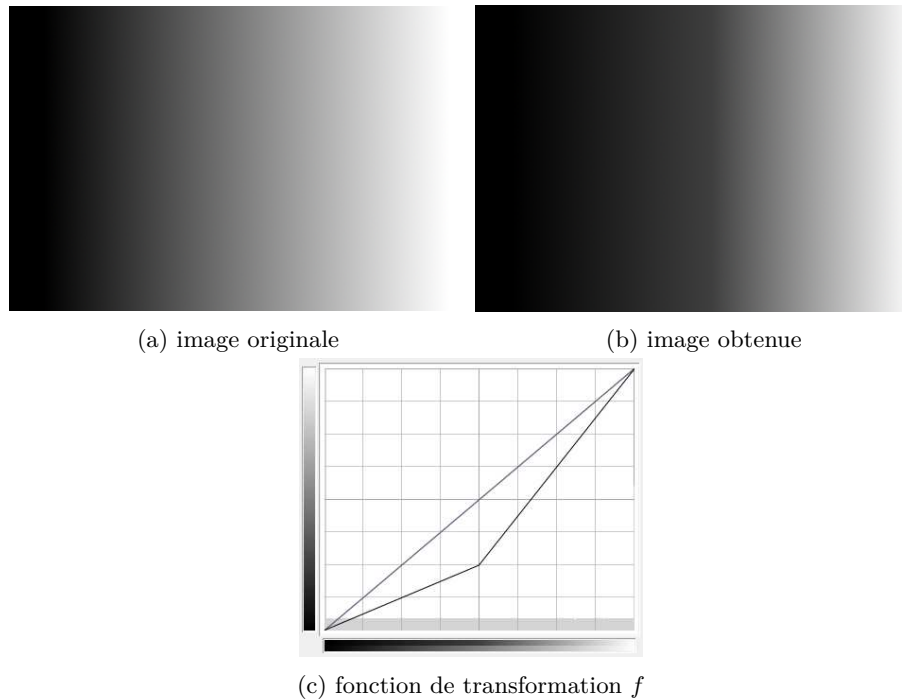 (a) image originale
(b) image obtenue
(c) fonction de transformation f